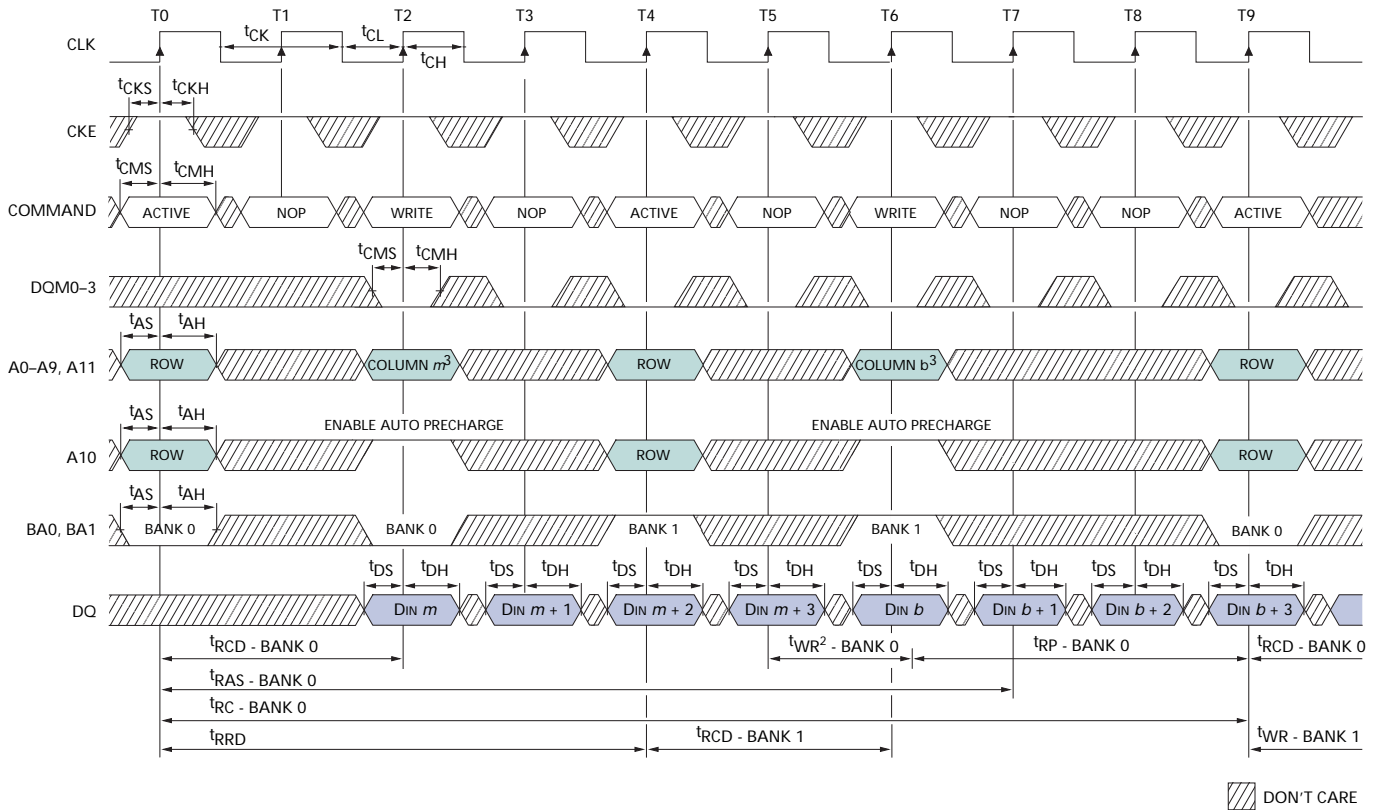 T0 T1 T2 T3 T4 T5 T6 T7 T8 T9
CLK
tCK tCL
tCH
tCKS tCKH
CKE
tCMS tCMH
COMMAND ACTIVE NOP WRITE NOP ACTIVE NOP WRITE NOP NOP ACTIVE
tCMS tCMH
DQM0–3
tAS tAH
A0–A9, A11 ROW COLUMN m3 ROW COLUMN b3 ROW
tAS tAH ENABLE AUTO PRECHARGE ENABLE AUTO PRECHARGE
A10 ROW ROW ROW
tAS tAH
BA0, BA1 BANK 0 BANK 0 BANK 1 BANK 1 BANK 0
tDS tDH tDS tDH tDS tDH tDS tDH tDS tDH tDS tDH tDS tDH tDS tDH
DQ DIN m DIN m + 1 DIN m + 2 DIN m + 3 DIN b DIN b + 1 DIN b + 2 DIN b + 3
tRCD - BANK 0 tWR2 - BANK 0 tRP - BANK 0 tRCD - BANK 0
tRAS - BANK 0
tRC - BANK 0
tRRD tRCD - BANK 1 tWR - BANK 1
DON'T CARE